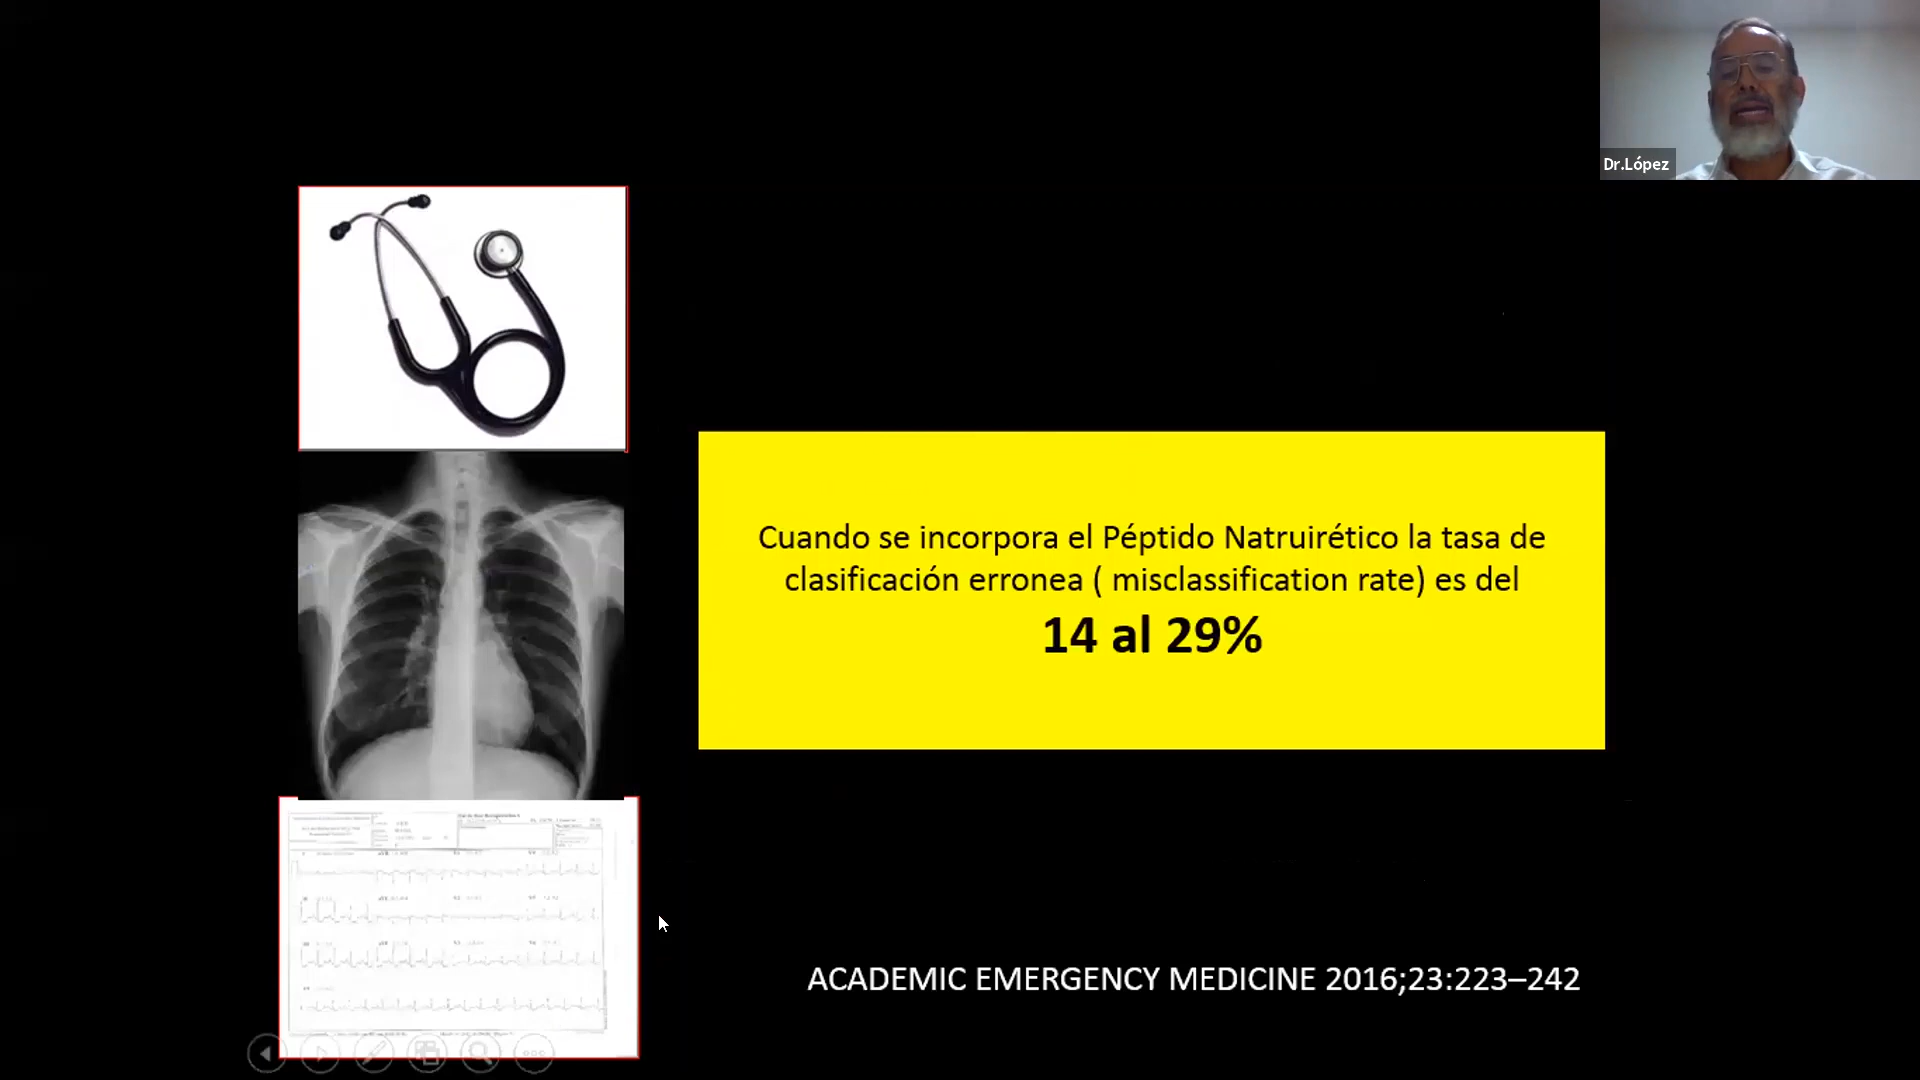 Dr.López
Cuando se incorpora el Péptido Natruirético la tasa de
clasificación erronea ( misclassification rate) es del
14 al 29%
ACADEMIC EMERGENCY MEDICINE 2016;23:223–242